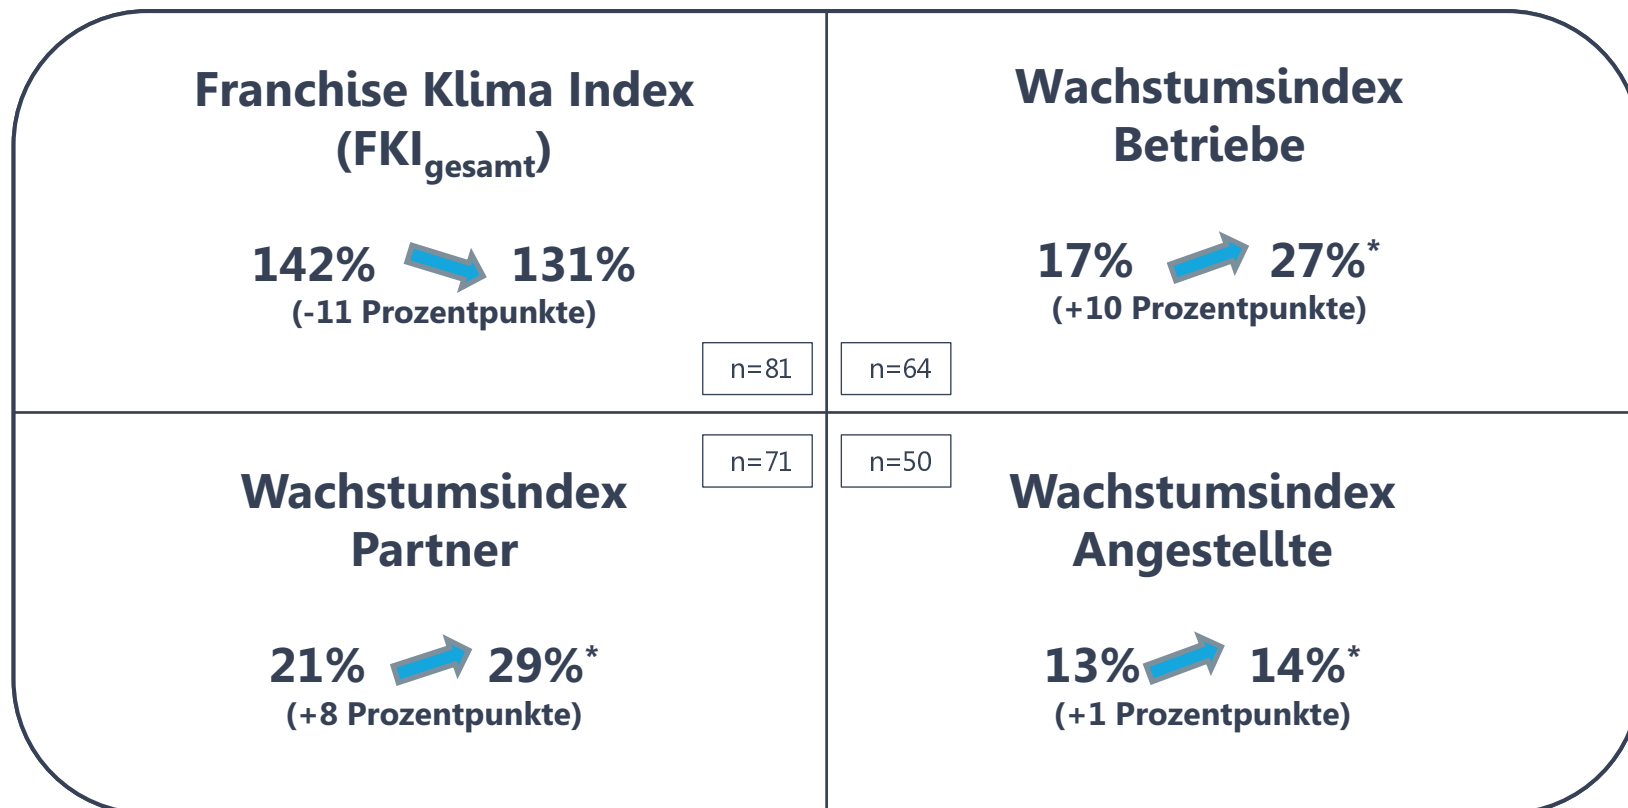 Franchise Klima Index
(FKIgesamt)
142% 131%
(-11 Prozentpunkte)
n=81
Wachstumsindex
Betriebe
17% 27%*
(+10 Prozentpunkte)
n=64
n=71
Wachstumsindex
Partner
21% 29%*
(+8 Prozentpunkte)
n=50
Wachstumsindex
Angestellte
13% 14%*
(+1 Prozentpunkte)